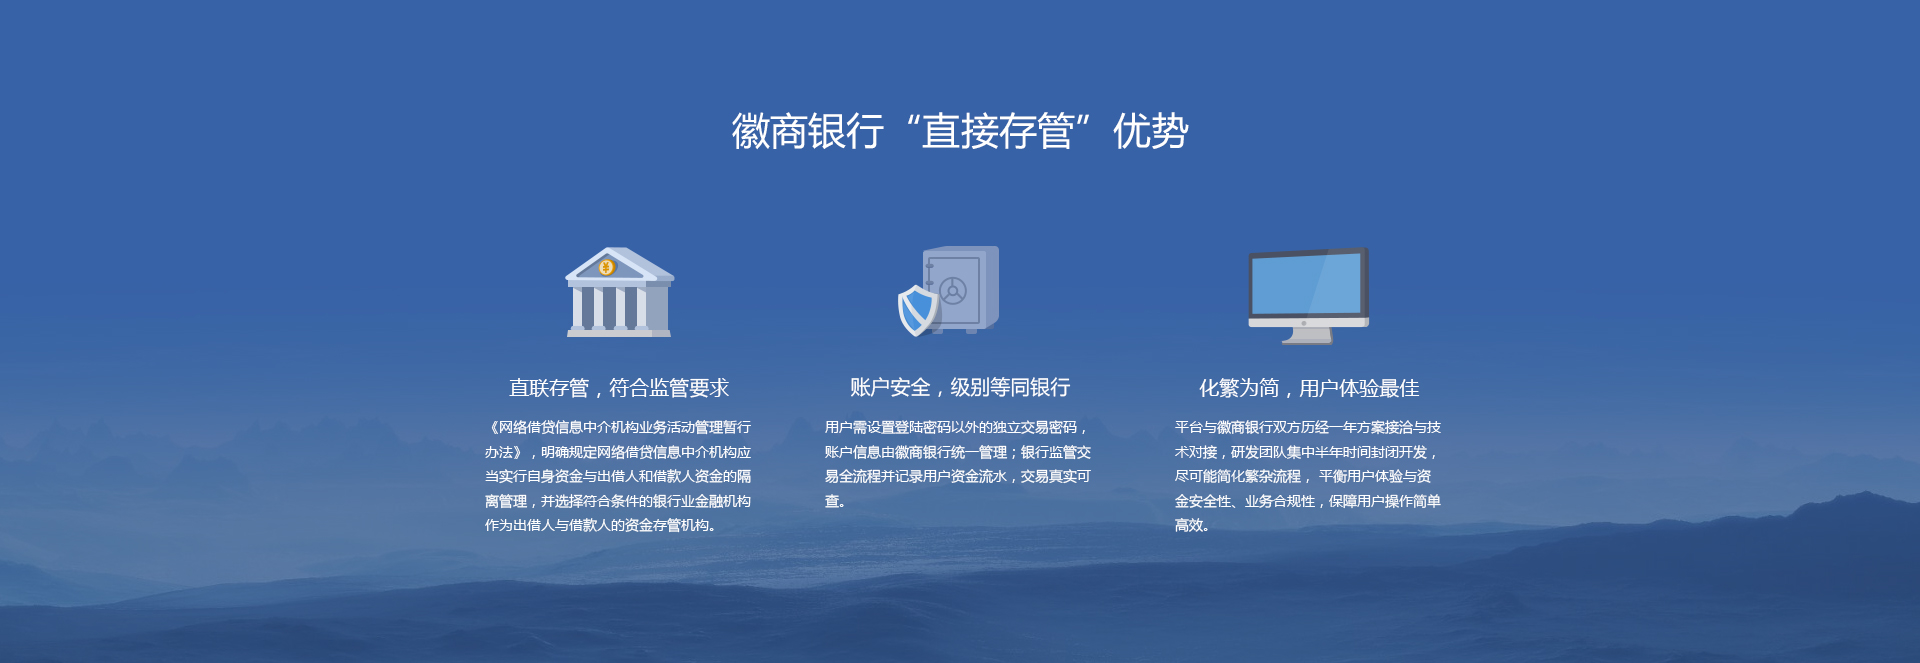 徽商银行“直接存管”优势
直联存管，符合监管要求
《网络借贷信息中介机构业务活动管理暂行
办法》，明确规定网络借贷信息中介机构应
当实行自身资金与出借人和借款人资金的隔
离管理，并选择符合条件的银行业金融机构
作为出借人与借款人的资金存管机构。
账户安全，级别等同银行
用户需设置登陆密码以外的独立交易密码，
账户信息由徽商银行统一管理；银行监管交
易全流程并记录用户资金流水，交易真实可
查。
化繁为简，用户体验最佳
平台与徽商银行双方历经一年方案接洽与技
术对接，研发团队集中半年时间封闭开发，
尽可能简化繁杂流程， 平衡用户体验与资
金安全性、业务合规性，保障用户操作简单
高效。